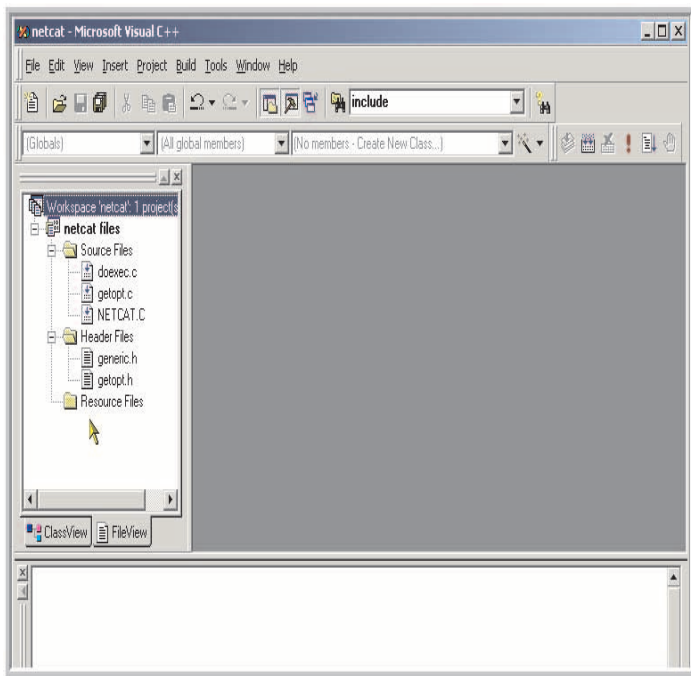 netcat - Microsoft Visual C++
File Edit View Insert Project Build Tools Window Help
include
(Globals) (All global members) (No members - Create New Class...)
Workspace 'netcat': 1 project(s
netcat files
Source Files
doexec.c
getopt.c
NETCAT.C
Header Files
generic.h
getopt.h
Resource Files
ClassView FileView